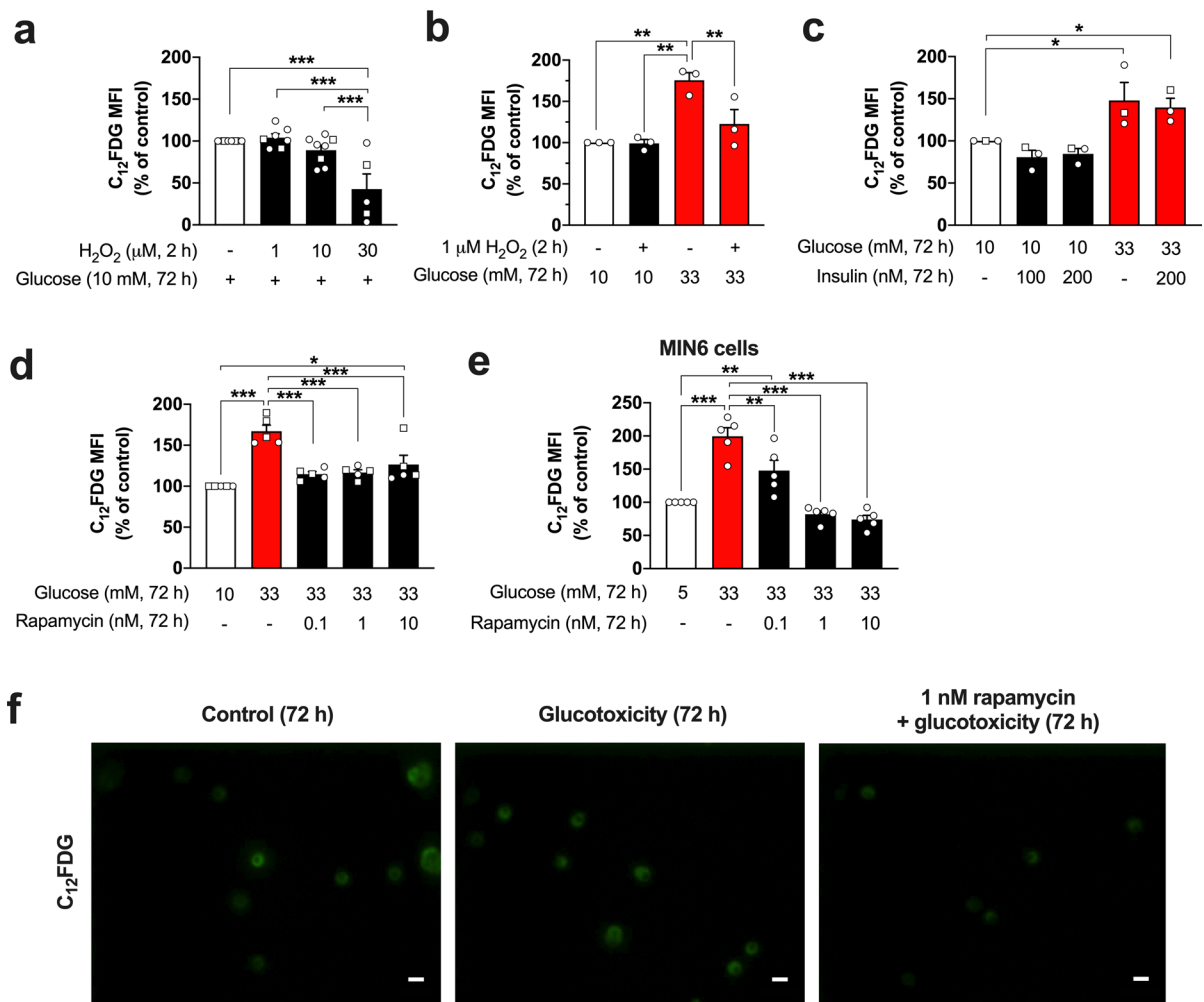 a
C₁₂FDG MFI
(% of control)
200
150
100
50
0
***
***
***
H₂O₂ (μM, 2 h) - 1 10 30
Glucose (10 mM, 72 h) + + + +
b
C₁₂FDG MFI
(% of control)
200
150
100
50
0
** **
**
1 μM H₂O₂ (2 h) - + - +
Glucose (mM, 72 h) 10 10 33 33
c
C₁₂FDG MFI
(% of control)
200
150
100
50
0
*
*
Glucose (mM, 72 h) 10 10 10 33 33
Insulin (nM, 72 h) - 100 200 - 200
d
C₁₂FDG MFI
(% of control)
200
150
100
50
0
*
***
***
*** ***
Glucose (mM, 72 h) 10 33 33 33 33
Rapamycin (nM, 72 h) - - 0.1 1 10
e
MIN6 cells
C₁₂FDG MFI
(% of control)
250
200
150
100
50
0
** ***
***
*** **
Glucose (mM, 72 h) 5 33 33 33 33
Rapamycin (nM, 72 h) - - 0.1 1 10
f
Control (72 h)
Glucotoxicity (72 h)
1 nM rapamycin
+ glucotoxicity (72 h)
C₁₂FDG